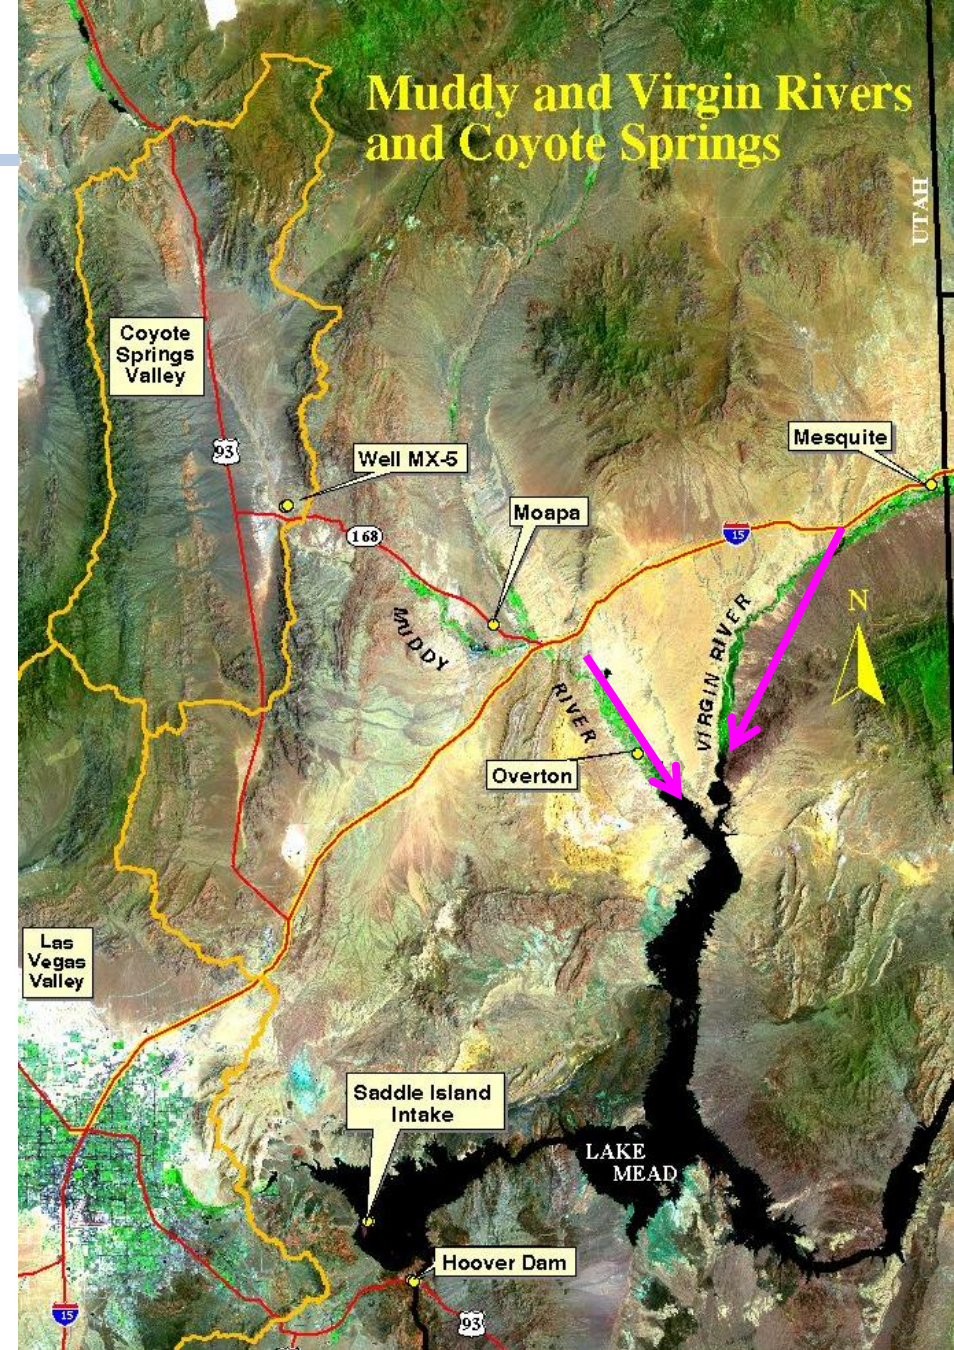 Muddy and Virgin Rivers
and Coyote Springs
UTAH
Coyote
Springs
Valley
93
Well MX-5
Mesquite
Moapa
168
15
MUDDY
RIVER
VIRGIN RIVER
N
Overton
Las
Vegas
Valley
Saddle Island
Intake
LAKE
MEAD
Hoover Dam
15
93